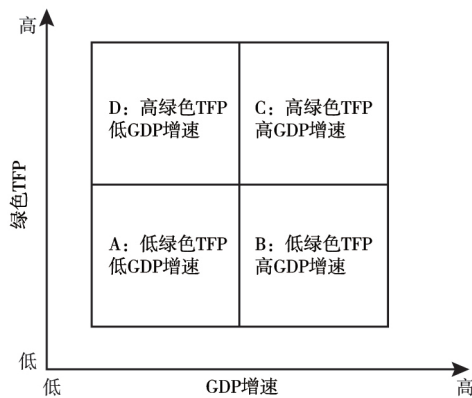 高
D：高绿色TFP
低GDP增速
C：高绿色TFP
高GDP增速
绿色TFP
A：低绿色TFP
低GDP增速
B：低绿色TFP
高GDP增速
低
低
GDP增速
高